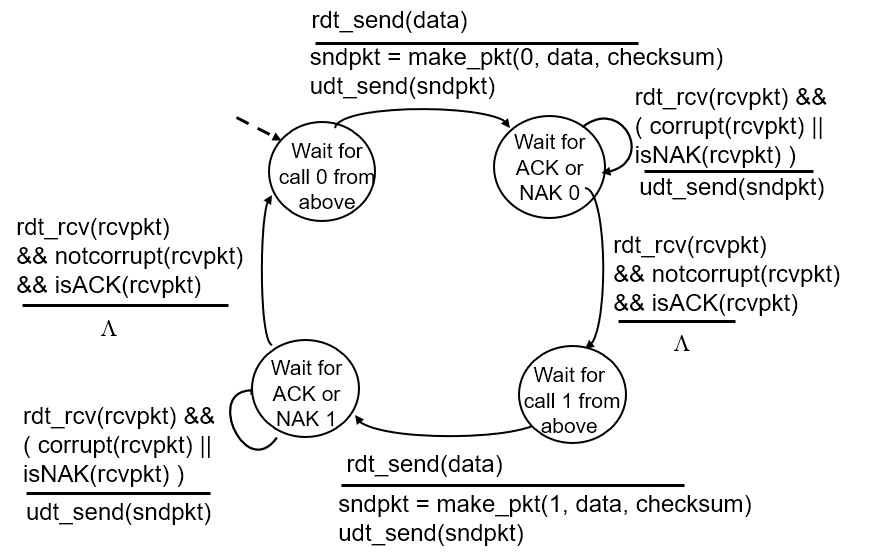 rdt_send(data)
sndpkt = make_pkt(0, data, checksum)
udt_send(sndpkt)
Wait for
call 0 from
above
Wait for
ACK or
NAK 0
rdt_rcv(rcvpkt) &&
( corrupt(rcvpkt) ||
isNAK(rcvpkt) )
udt_send(sndpkt)
rdt_rcv(rcvpkt)
&& notcorrupt(rcvpkt)
&& isACK(rcvpkt)
Λ
rdt_rcv(rcvpkt)
&& notcorrupt(rcvpkt)
&& isACK(rcvpkt)
Λ
Wait for
ACK or
NAK 1
Wait for
call 1 from
above
rdt_rcv(rcvpkt) &&
( corrupt(rcvpkt) ||
isNAK(rcvpkt) )
udt_send(sndpkt)
rdt_send(data)
sndpkt = make_pkt(1, data, checksum)
udt_send(sndpkt)